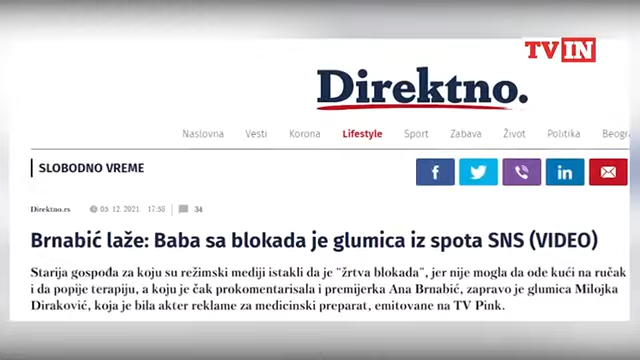 TV IN
Direktno.
Naslovna Vesti Korona Lifestyle Sport Zabava Život Politika Beogra
SLOBODNO VREME
Direktno.rs 05. 12. 2021. 17:58 34
Brnabić laže: Baba sa blokada je glumica iz spota SNS (VIDEO)
Starija gospođa za koju su režimski mediji istakli da je "žrtva blokada", jer nije mogla da ode kući na ručak
i da popije terapiju, a koju je čak prokomentarisala i premijerka Ana Brnabić, zapravo je glumica Milojka
Diraković, koja je bila akter reklame za medicinski preparat, emitovane na TV Pink.